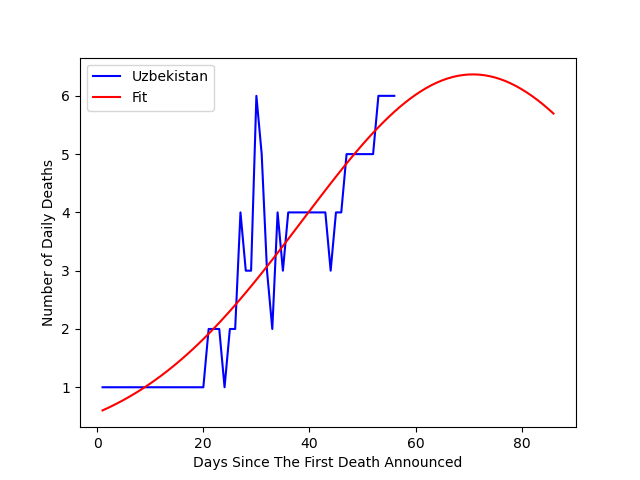 Uzbekistan
Fit
6
5
4
3
2
1
Number of Daily Deaths
0 20 40 60 80
Days Since The First Death Announced